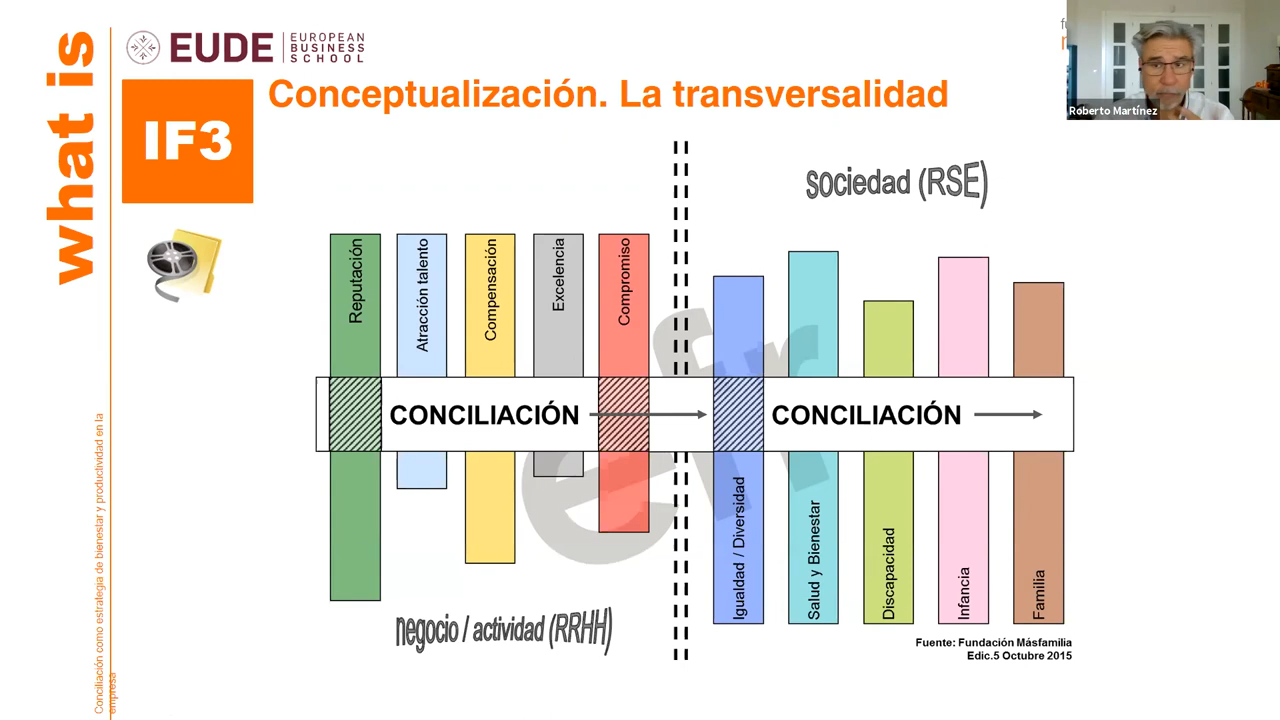 what is
EUDE
EUROPEAN
BUSINESS
SCHOOL
Conceptualización. La transversalidad
IF3
Roberto Martínez
sociedad (RSE)
Reputación
Atracción talento
Compensación
Excelencia
Compromiso
CONCILIACIÓN
CONCILIACIÓN
efr
Igualdad / Diversidad
Salud y Bienestar
Discapacidad
Infancia
Familia
negocio / actividad (RRHH)
Fuente: Fundación Másfamilia
Edic.5 Octubre 2015
Conciliación como estrategia de bienestar y productividad en la
empresa